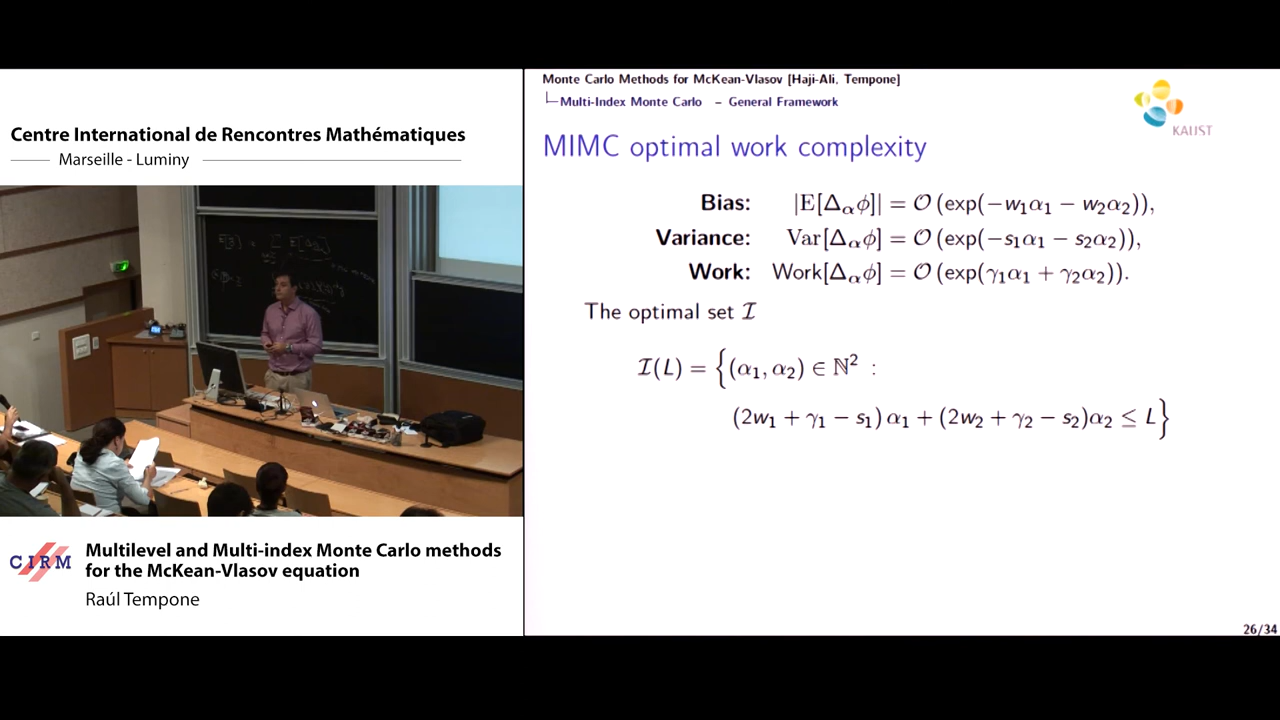 Centre International de Rencontres Mathématiques
Marseille - Luminy
CIRM
Multilevel and Multi-index Monte Carlo methods
for the McKean-Vlasov equation
Raúl Tempone
Monte Carlo Methods for McKean-Vlasov [Haji-Ali, Tempone]
Multi-Index Monte Carlo – General Framework
KAUST
MIMC optimal work complexity
Bias: |E[Δ_α ϕ]| = 𝒪 (exp(−w₁α₁ − w₂α₂)),
Variance: Var[Δ_α ϕ] = 𝒪 (exp(−s₁α₁ − s₂α₂)),
Work: Work[Δ_α ϕ] = 𝒪 (exp(γ₁α₁ + γ₂α₂)).
The optimal set ℐ
ℐ(L) = {(α₁, α₂) ∈ ℕ² :
(2w₁ + γ₁ − s₁) α₁ + (2w₂ + γ₂ − s₂)α₂ ≤ L}
26/34